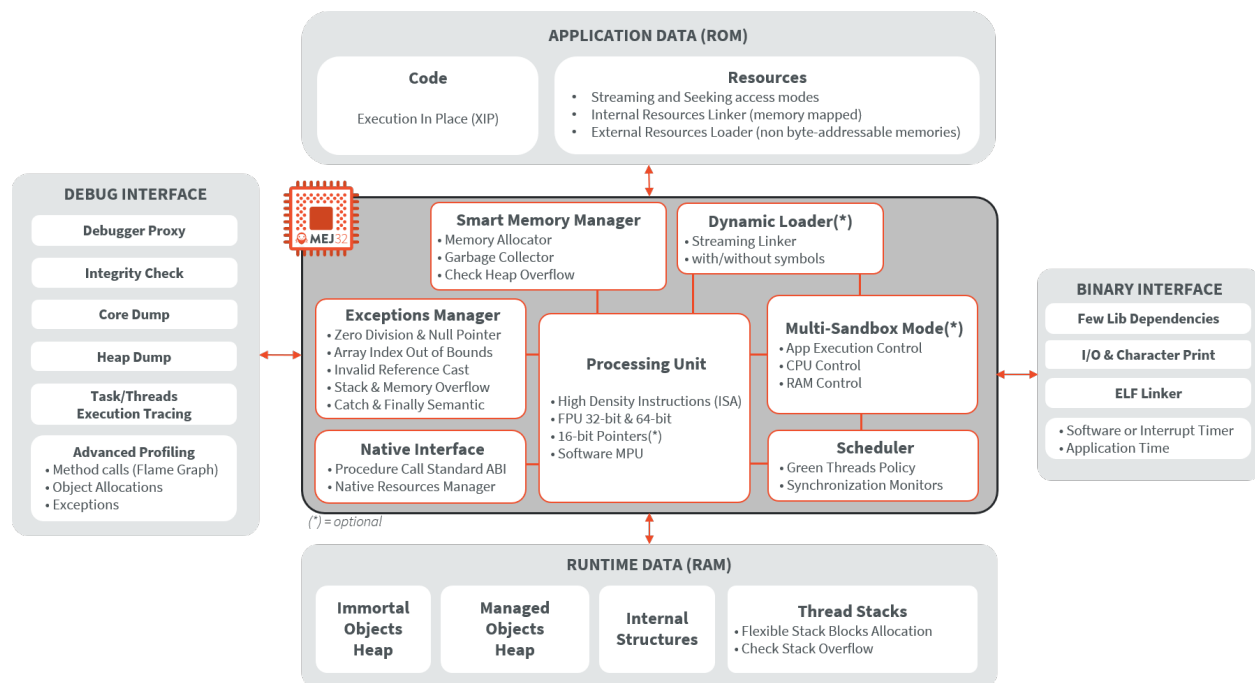 APPLICATION DATA (ROM)
Code
Execution In Place (XIP)
Resources
• Streaming and Seeking access modes
• Internal Resources Linker (memory mapped)
• External Resources Loader (non byte-addressable memories)
DEBUG INTERFACE
Debugger Proxy
Integrity Check
Core Dump
Heap Dump
Task/Threads
Execution Tracing
Advanced Profiling
• Method calls (Flame Graph)
• Object Allocations
• Exceptions
MEJ32
Smart Memory Manager
• Memory Allocator
• Garbage Collector
• Check Heap Overflow
Dynamic Loader(*)
• Streaming Linker
• with/without symbols
Exceptions Manager
• Zero Division & Null Pointer
• Array Index Out of Bounds
• Invalid Reference Cast
• Stack & Memory Overflow
• Catch & Finally Semantic
Processing Unit
• High Density Instructions (ISA)
• FPU 32-bit & 64-bit
• 16-bit Pointers(*)
• Software MPU
Multi-Sandbox Mode(*)
• App Execution Control
• CPU Control
• RAM Control
Native Interface
• Procedure Call Standard ABI
• Native Resources Manager
Scheduler
• Green Threads Policy
• Synchronization Monitors
(*) = optional
BINARY INTERFACE
Few Lib Dependencies
I/O & Character Print
ELF Linker
• Software or Interrupt Timer
• Application Time
RUNTIME DATA (RAM)
Immortal
Objects
Heap
Managed
Objects
Heap
Internal
Structures
Thread Stacks
• Flexible Stack Blocks Allocation
• Check Stack Overflow